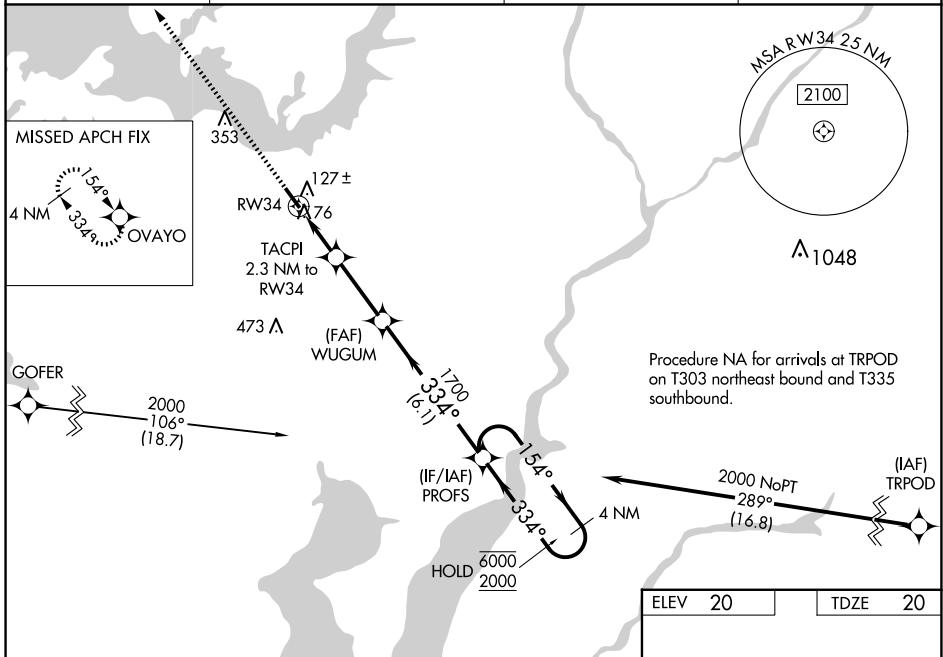 MSA RW34 25 NM
2100
MISSED APCH FIX
154°
4 NM
334°
OVAYO
353
127 ±
RW34
76
TACPI
2.3 NM to
RW34
1048
473
(FAF)
WUGUM
Procedure NA for arrivals at TRPOD
on T303 northeast bound and T335
southbound.
GOFER
2000
106°
(18.7)
1700
334°
(6.1)
(IF/IAF)
PROFS
154°
334°
4 NM
HOLD
6000
2000
2000 NoPT
289°
(16.8)
(IAF)
TRPOD
ELEV 20
TDZE 20